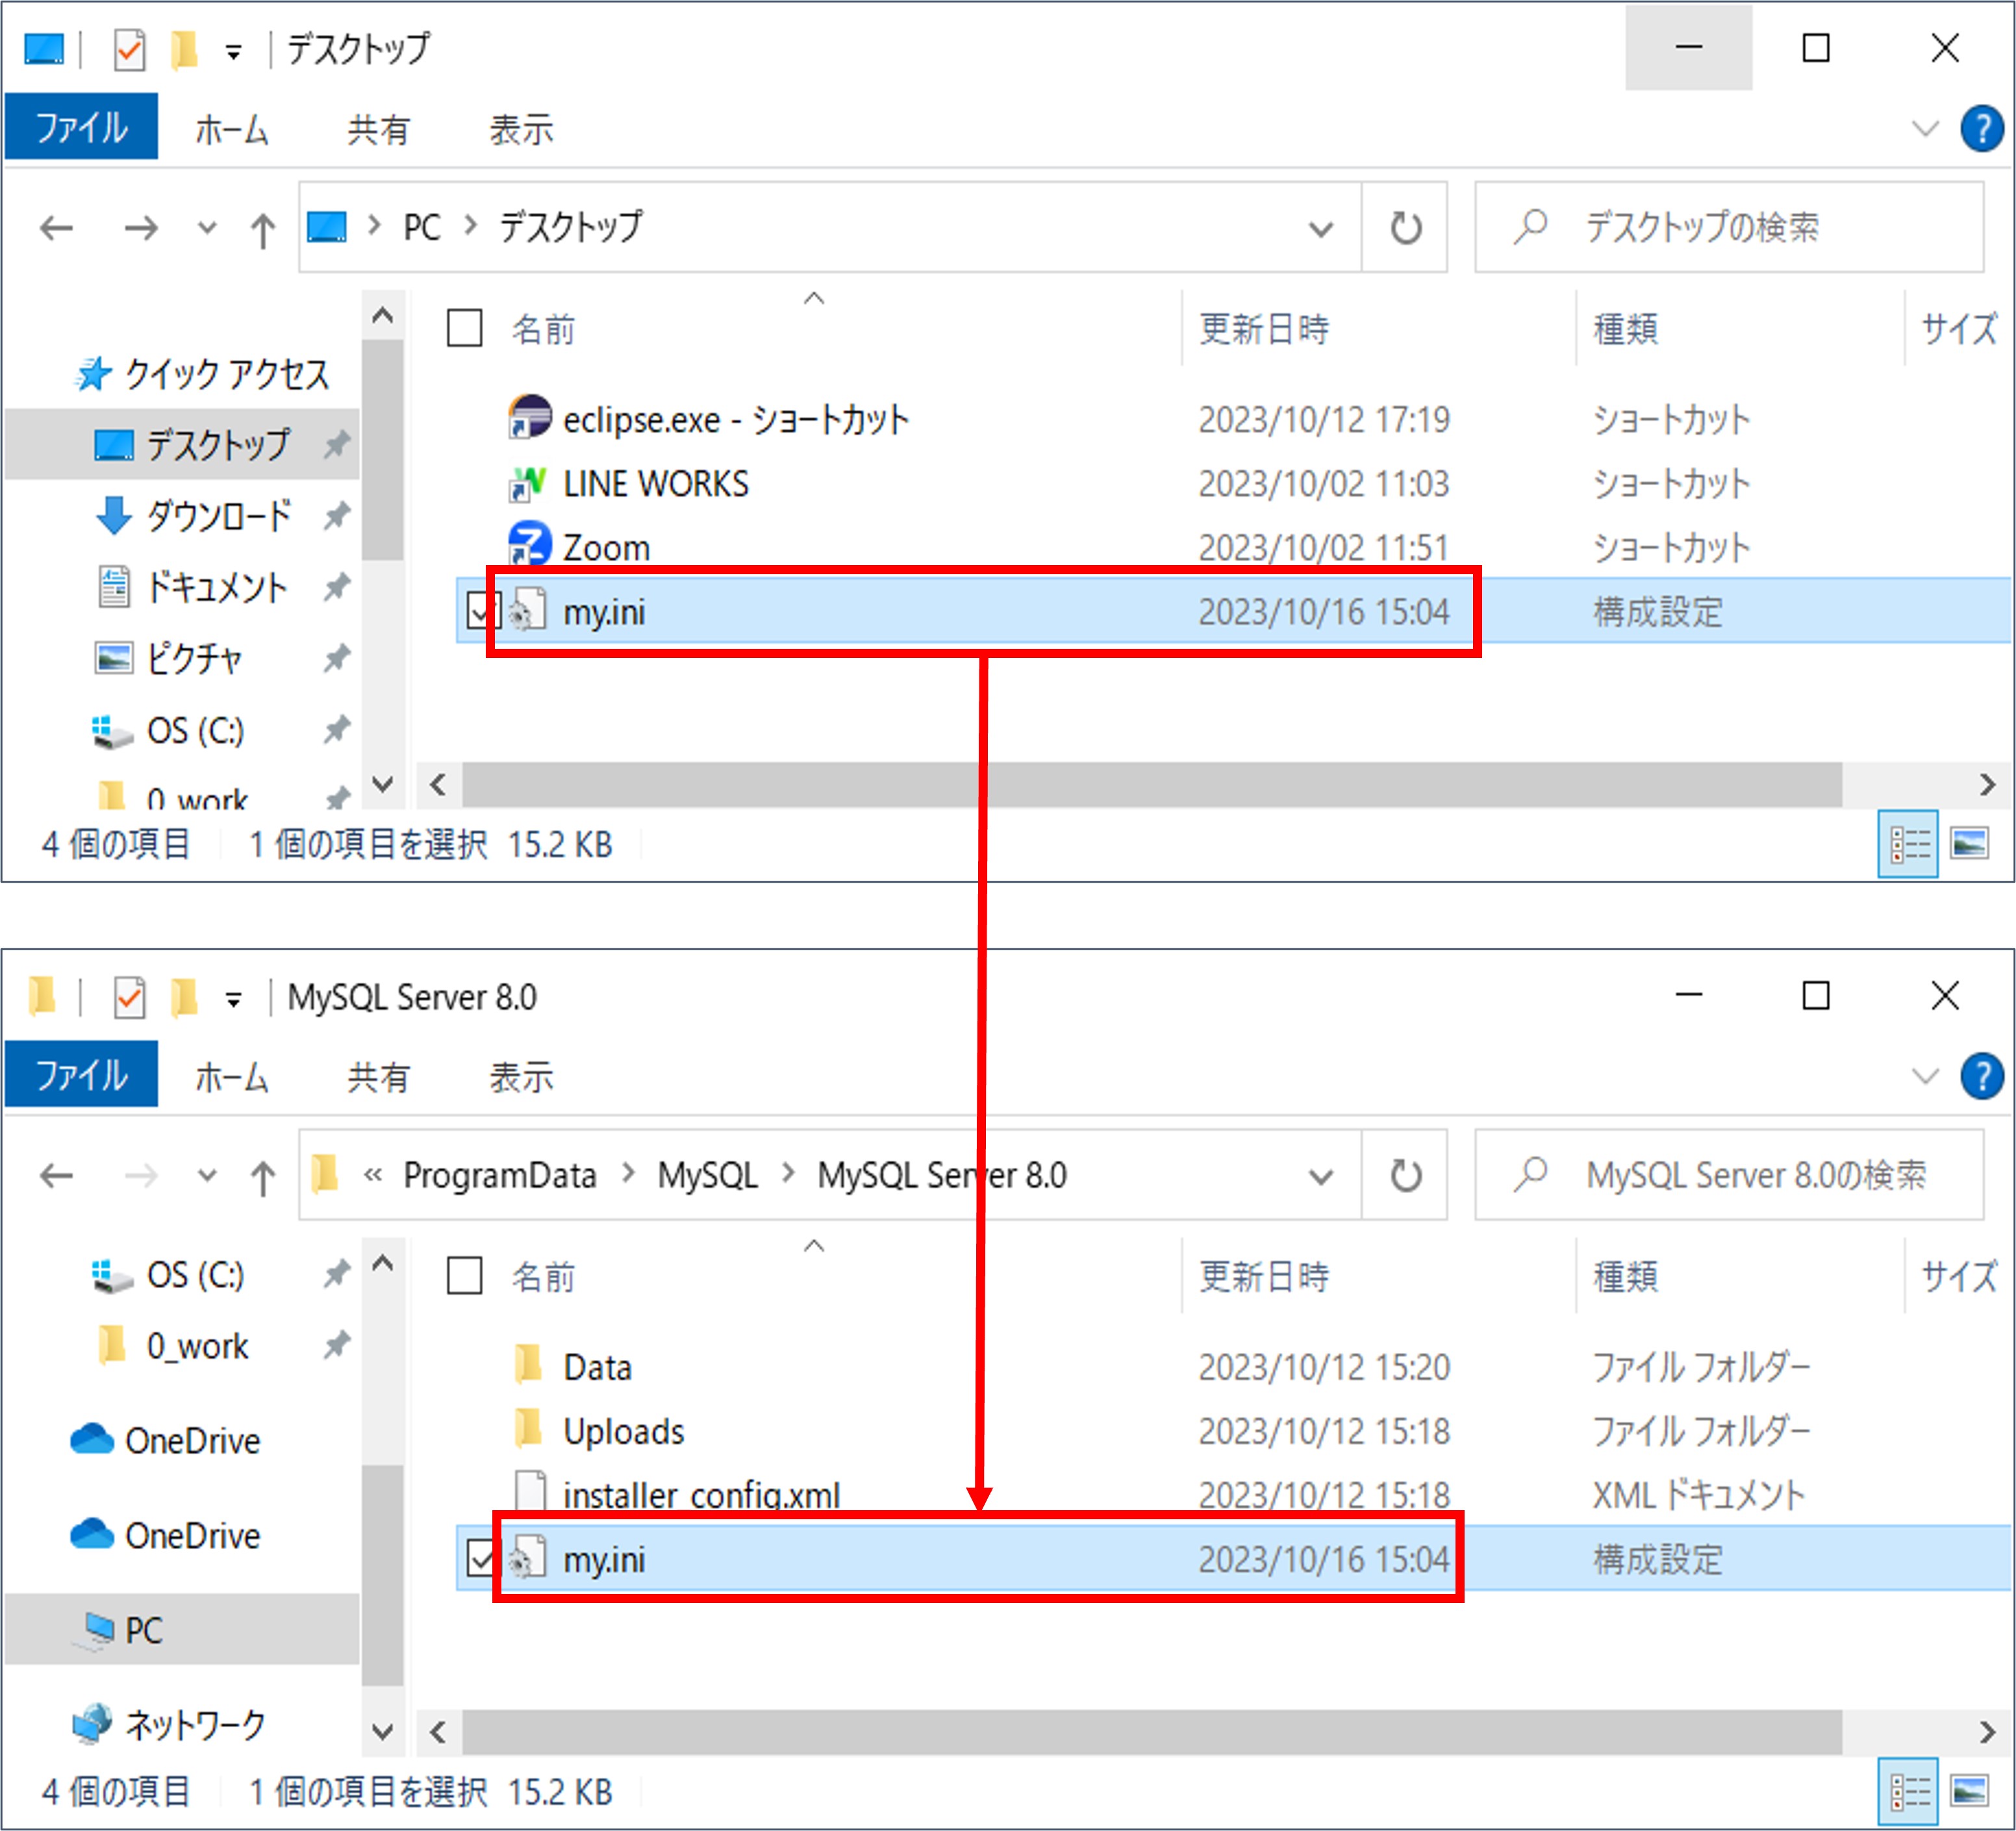 デスクトップ
ファイル ホーム 共有 表示
PC > デスクトップ デスクトップの検索
名前 更新日時 種類 サイズ
クイック アクセス
デスクトップ
ダウンロード
ドキュメント
ピクチャ
OS (C:)
0_work
eclipse.exe - ショートカット 2023/10/12 17:19 ショートカット
LINE WORKS 2023/10/02 11:03 ショートカット
Zoom 2023/10/02 11:51 ショートカット
my.ini 2023/10/16 15:04 構成設定
4 個の項目 1 個の項目を選択 15.2 KB
MySQL Server 8.0
ファイル ホーム 共有 表示
« ProgramData > MySQL > MySQL Server 8.0 MySQL Server 8.0の検索
名前 更新日時 種類 サイズ
OS (C:)
0_work
OneDrive
OneDrive
PC
ネットワーク
Data 2023/10/12 15:20 ファイル フォルダー
Uploads 2023/10/12 15:18 ファイル フォルダー
installer_config.xml 2023/10/12 15:18 XML ドキュメント
my.ini 2023/10/16 15:04 構成設定
4 個の項目 1 個の項目を選択 15.2 KB